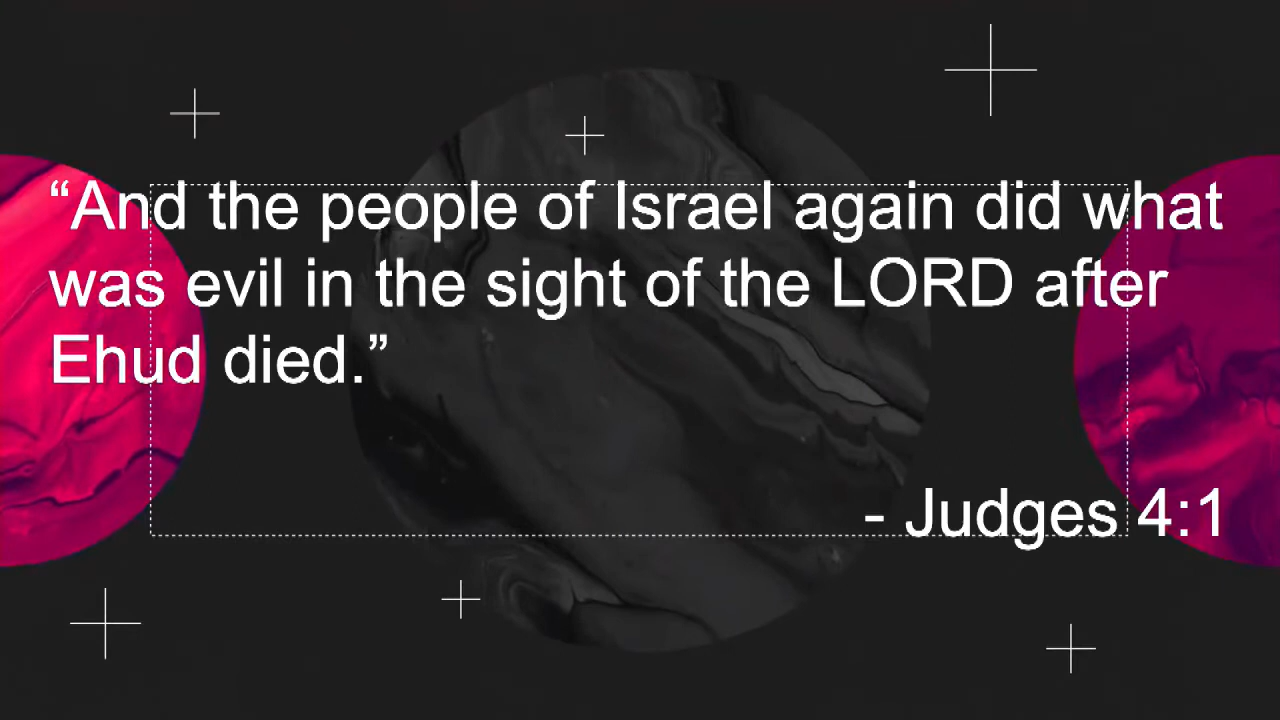 “And the people of Israel again did what
was evil in the sight of the LORD after
Ehud died.”
- Judges 4:1